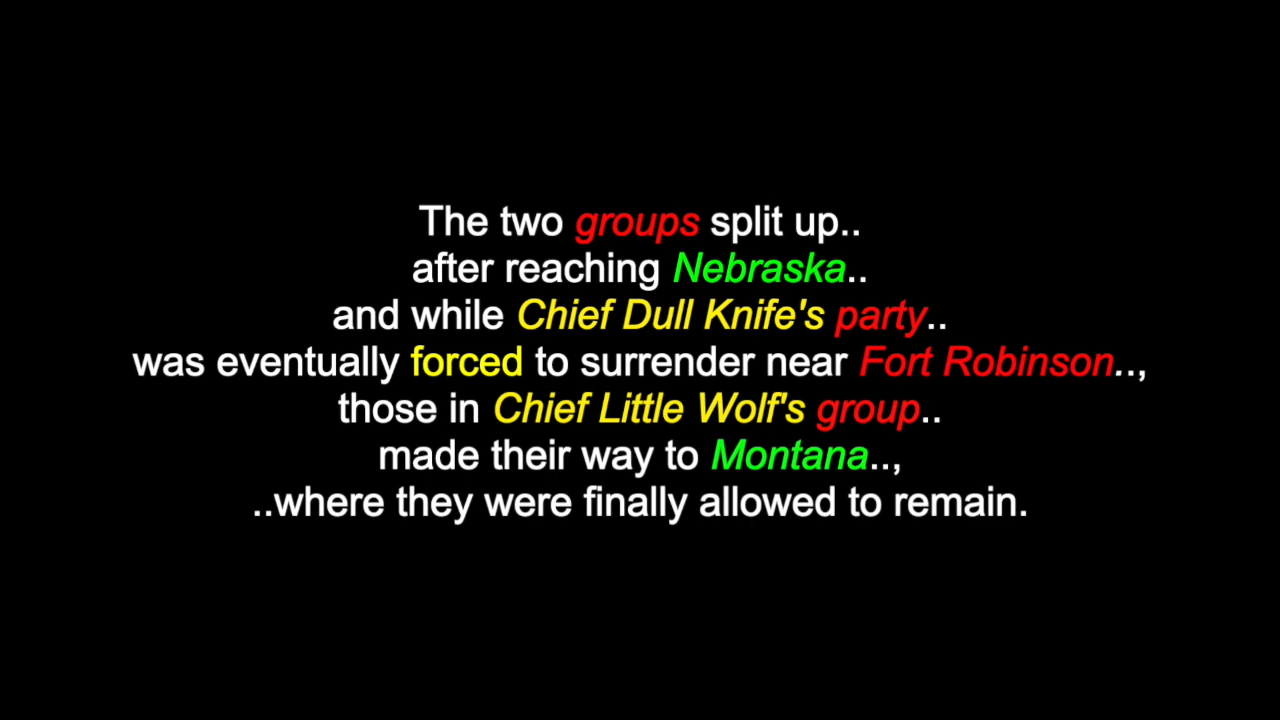 The two groups split up..
after reaching Nebraska..
and while Chief Dull Knife's party..
was eventually forced to surrender near Fort Robinson..,
those in Chief Little Wolf's group..
made their way to Montana..,
..where they were finally allowed to remain.